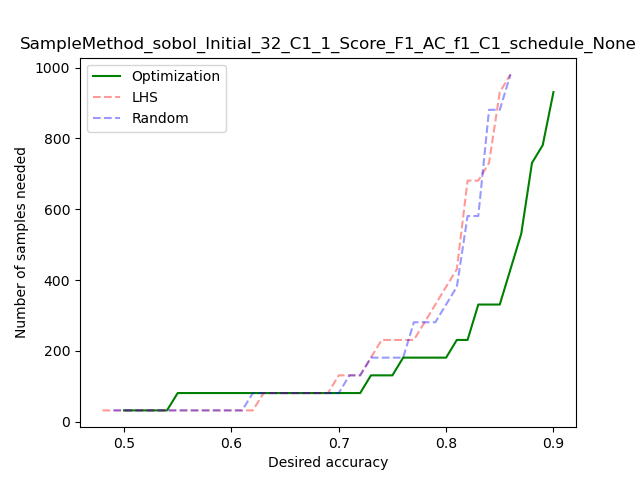 SampleMethod_sobol_Initial_32_C1_1_Score_F1_AC_f1_C1_schedule_None
Optimization
LHS
Random
Number of samples needed
1000
800
600
400
200
0
0.5 0.6 0.7 0.8 0.9
Desired accuracy